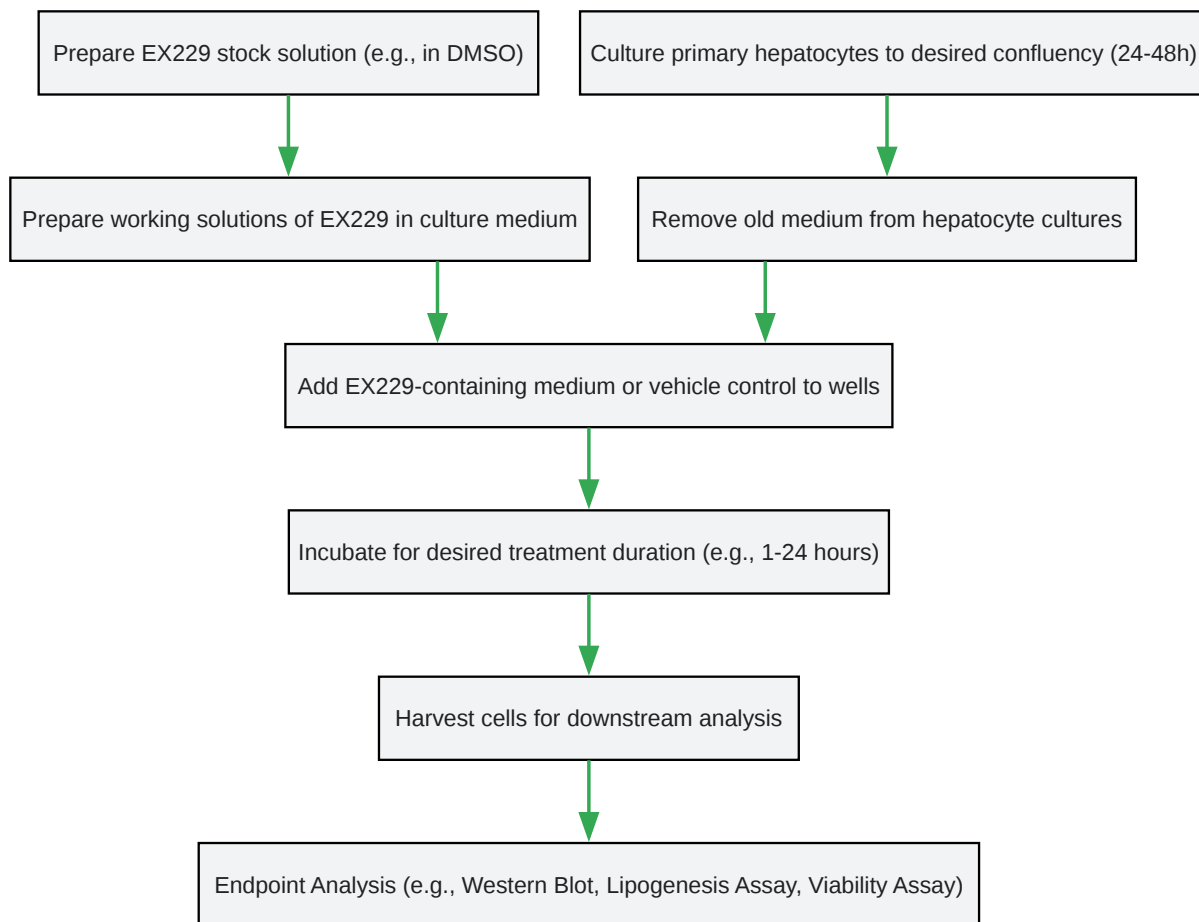 Prepare EX229 stock solution (e.g., in DMSO)
Culture primary hepatocytes to desired confluency (24-48h)
Prepare working solutions of EX229 in culture medium
Remove old medium from hepatocyte cultures
Add EX229-containing medium or vehicle control to wells
Incubate for desired treatment duration (e.g., 1-24 hours)
Harvest cells for downstream analysis
Endpoint Analysis (e.g., Western Blot, Lipogenesis Assay, Viability Assay)